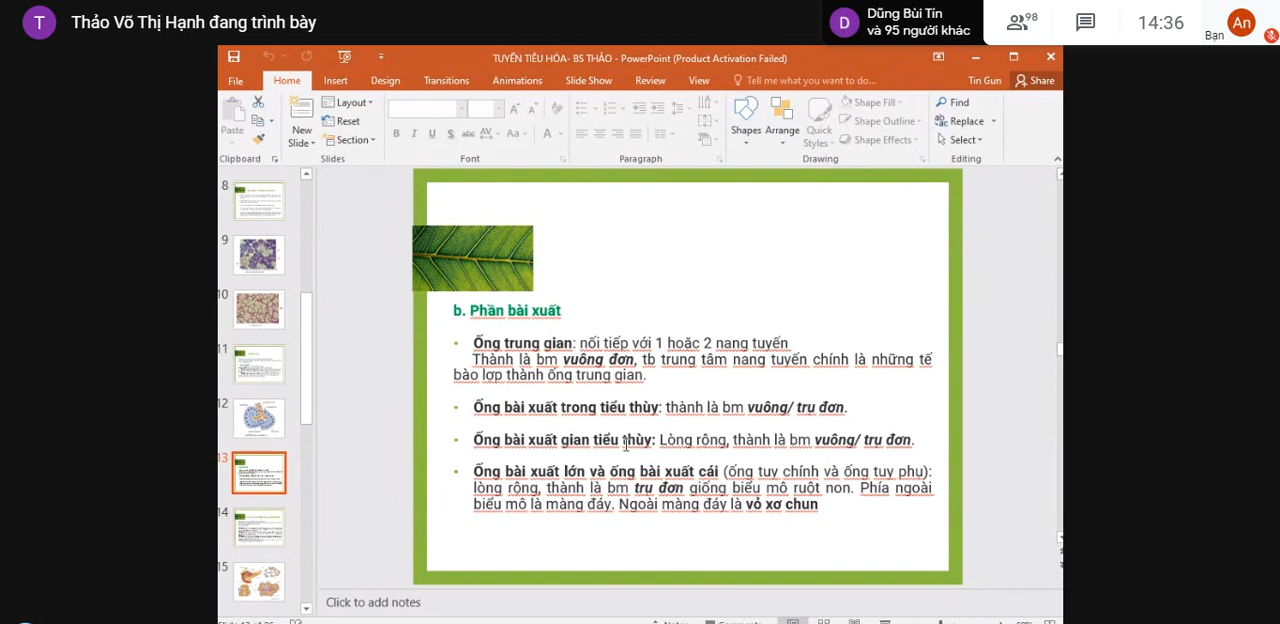 T Thảo Võ Thị Hạnh đang trình bày
D Dũng Bùi Tín
và 95 người khác
98
14:36
Bạn
An
TUYẾN TIÊU HÓA- BS THẢO - PowerPoint (Product Activation Failed)
File Home Insert Design Transitions Animations Slide Show Review View Tell me what you want to do... Tin Gun Share
Paste
Clipboard
New
Slide
Layout
Reset
Section
Slides
B I U S abc AV Aa A
Font
Paragraph
Shapes
Arrange
Quick
Styles
Shape Fill
Shape Outline
Shape Effects
Drawing
Find
Replace
Select
Editing
8
9
10
11
12
13
14
15
b. Phần bài xuất
• Ống trung gian: nối tiếp với 1 hoặc 2 nang tuyến
Thành là bm vuông đơn, tb trung tâm nang tuyến chính là những tế
bào lợp thành ống trung gian.
• Ống bài xuất trong tiểu thùy: thành là bm vuông/ trụ đơn.
• Ống bài xuất gian tiểu thùy: Lòng rộng, thành là bm vuông/ trụ đơn.
• Ống bài xuất lớn và ống bài xuất cái (ống tuỵ chính và ống tuỵ phụ):
lòng rộng, thành là bm trụ đơn giống biểu mô ruột non. Phía ngoài
biểu mô là màng đáy. Ngoài màng đáy là vỏ xơ chun
Click to add notes